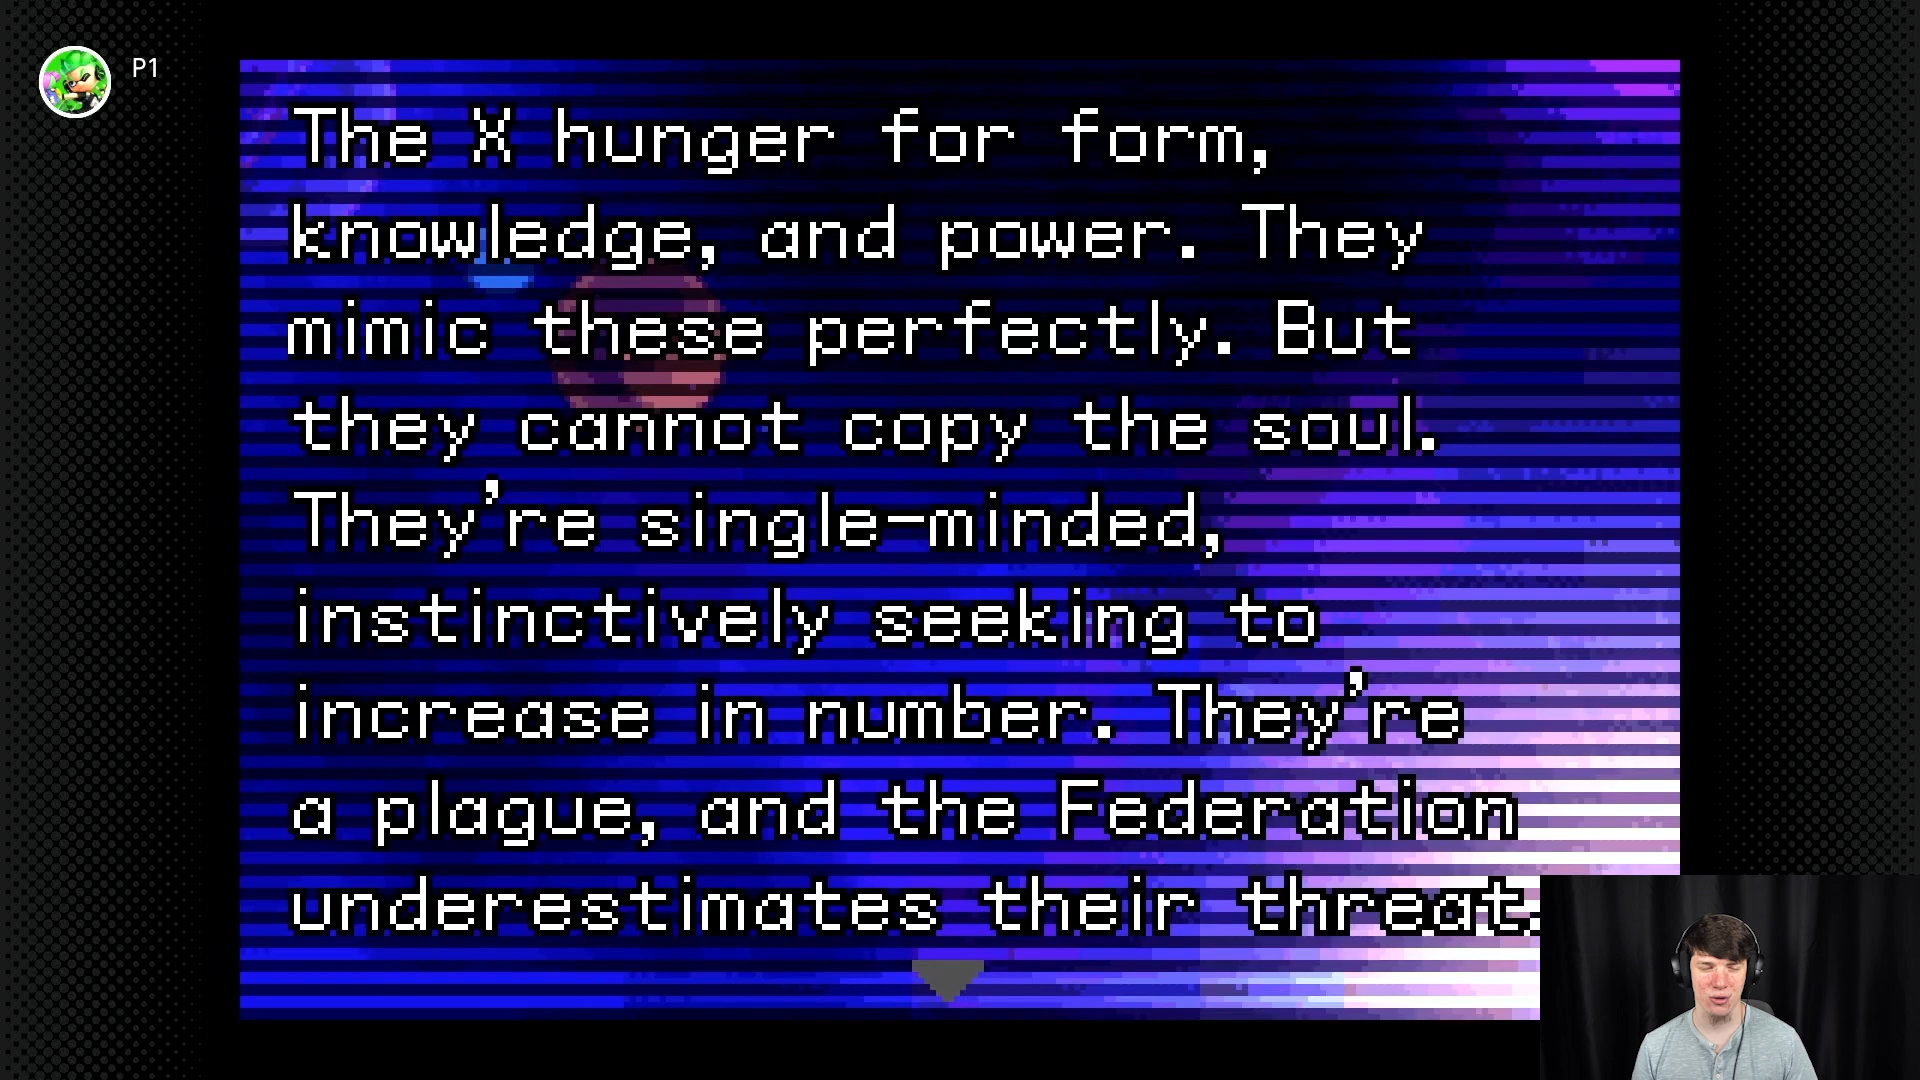 P1
The X hunger for form,
knowledge, and power. They
mimic these perfectly. But
they cannot copy the soul.
They're single-minded,
instinctively seeking to
increase in number. They're
a plague, and the Federation
underestimates their threat.